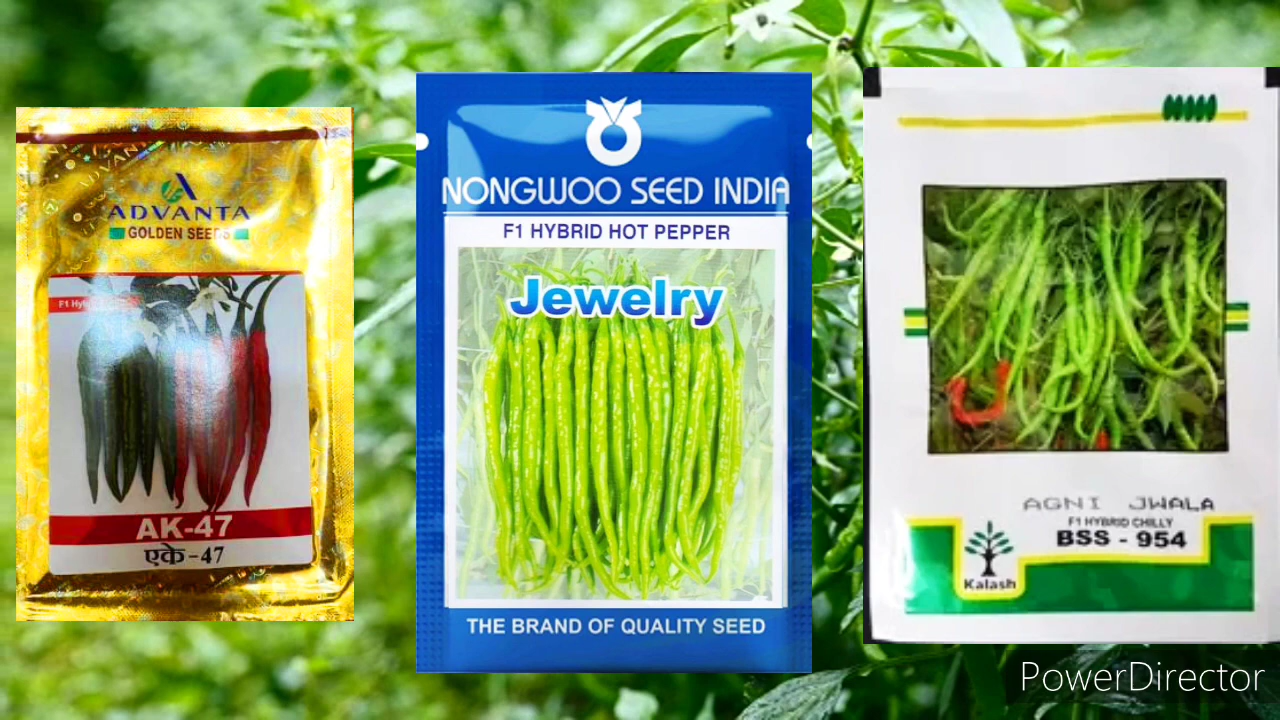 ADVANTA
GOLDEN SEEDS
AK-47
एके-47
NONGWOO SEED INDIA
F1 HYBRID HOT PEPPER
Jewelry
THE BRAND OF QUALITY SEED
AGNI JWALA
F1 HYBRID CHILLY
BSS - 954
Kalash
PowerDirector